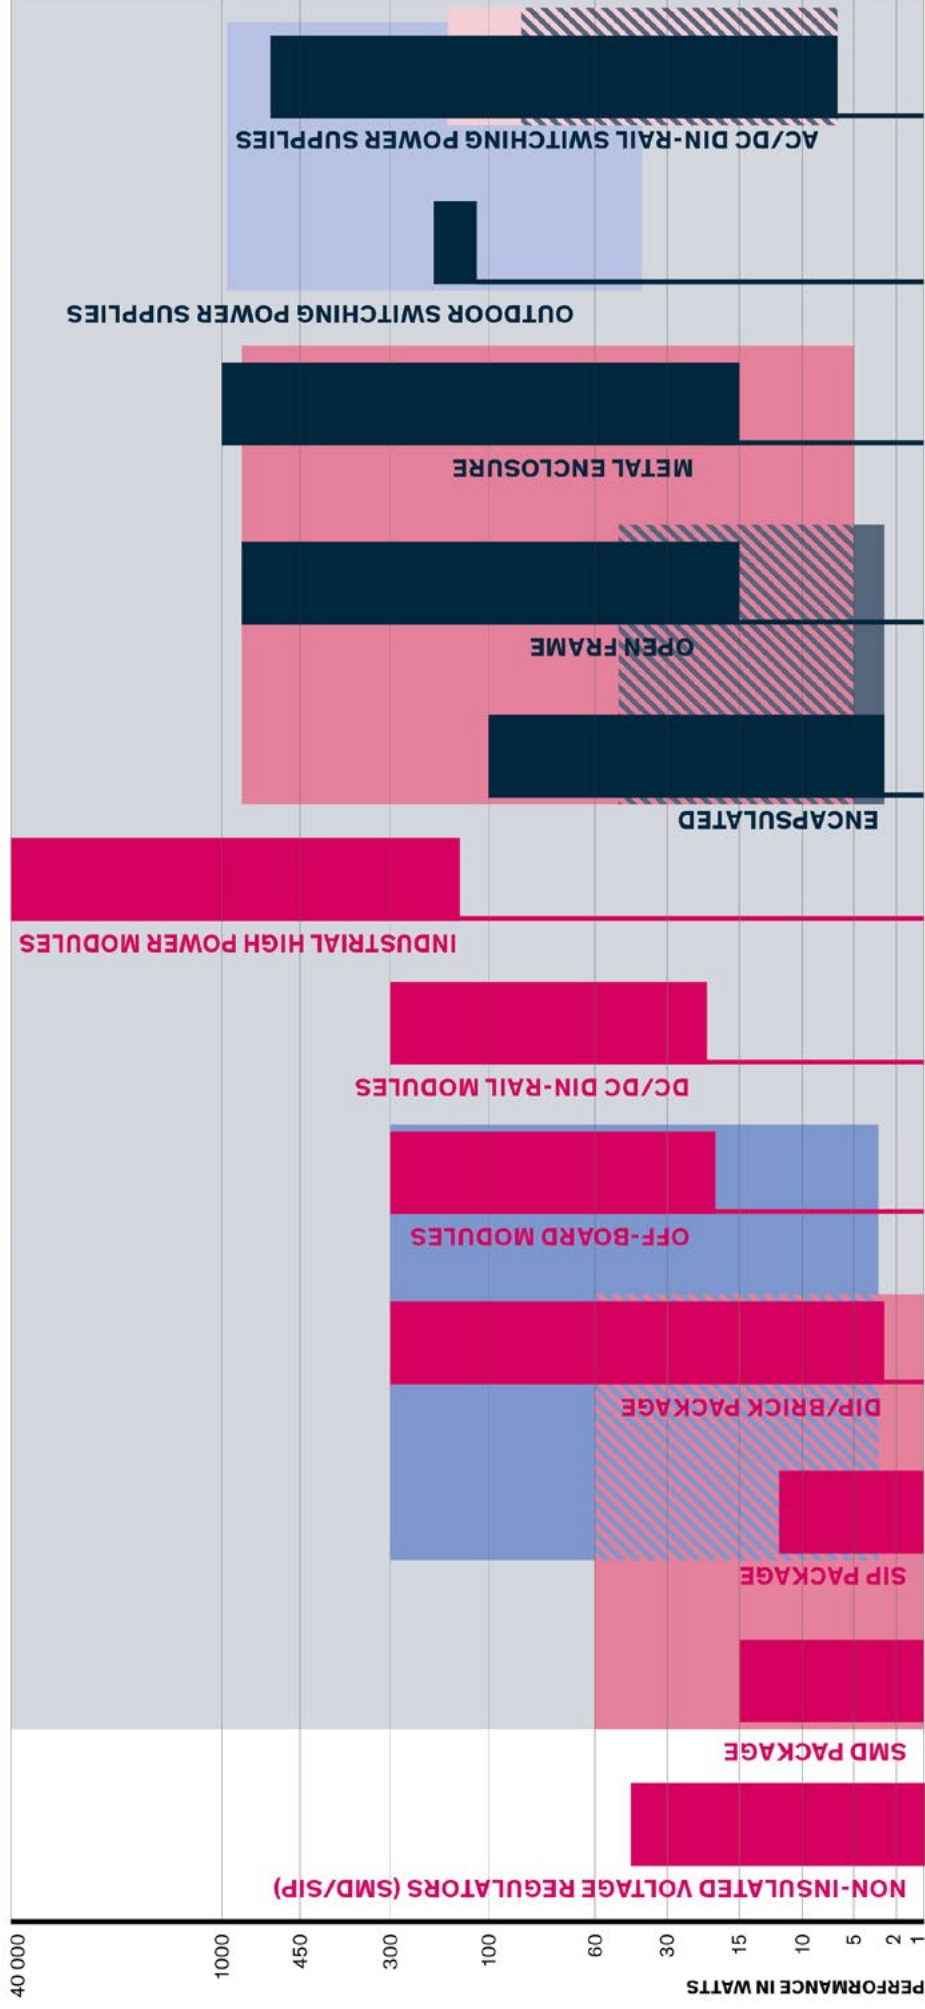 PERFORMANCE IN WATTS
1
2
5
10
15
30
60
100
300
450
1000
40 000
NON-INSULATED VOLTAGE REGULATORS (SMD/SIP)
SMD PACKAGE
SIP PACKAGE
DIP/BRICK PACKAGE
OFF-BOARD MODULES
DC/DC DIN-RAIL MODULES
INDUSTRIAL HIGH POWER MODULES
ENCAPSULATED
OPEN FRAME
METAL ENCLOSURE
OUTDOOR SWITCHING POWER SUPPLIES
AC/DC DIN-RAIL SWITCHING POWER SUPPLIES